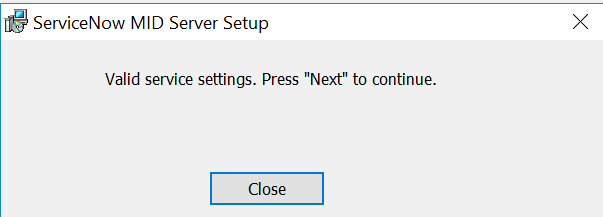 ServiceNow MID Server Setup
Valid service settings. Press "Next" to continue.
Close